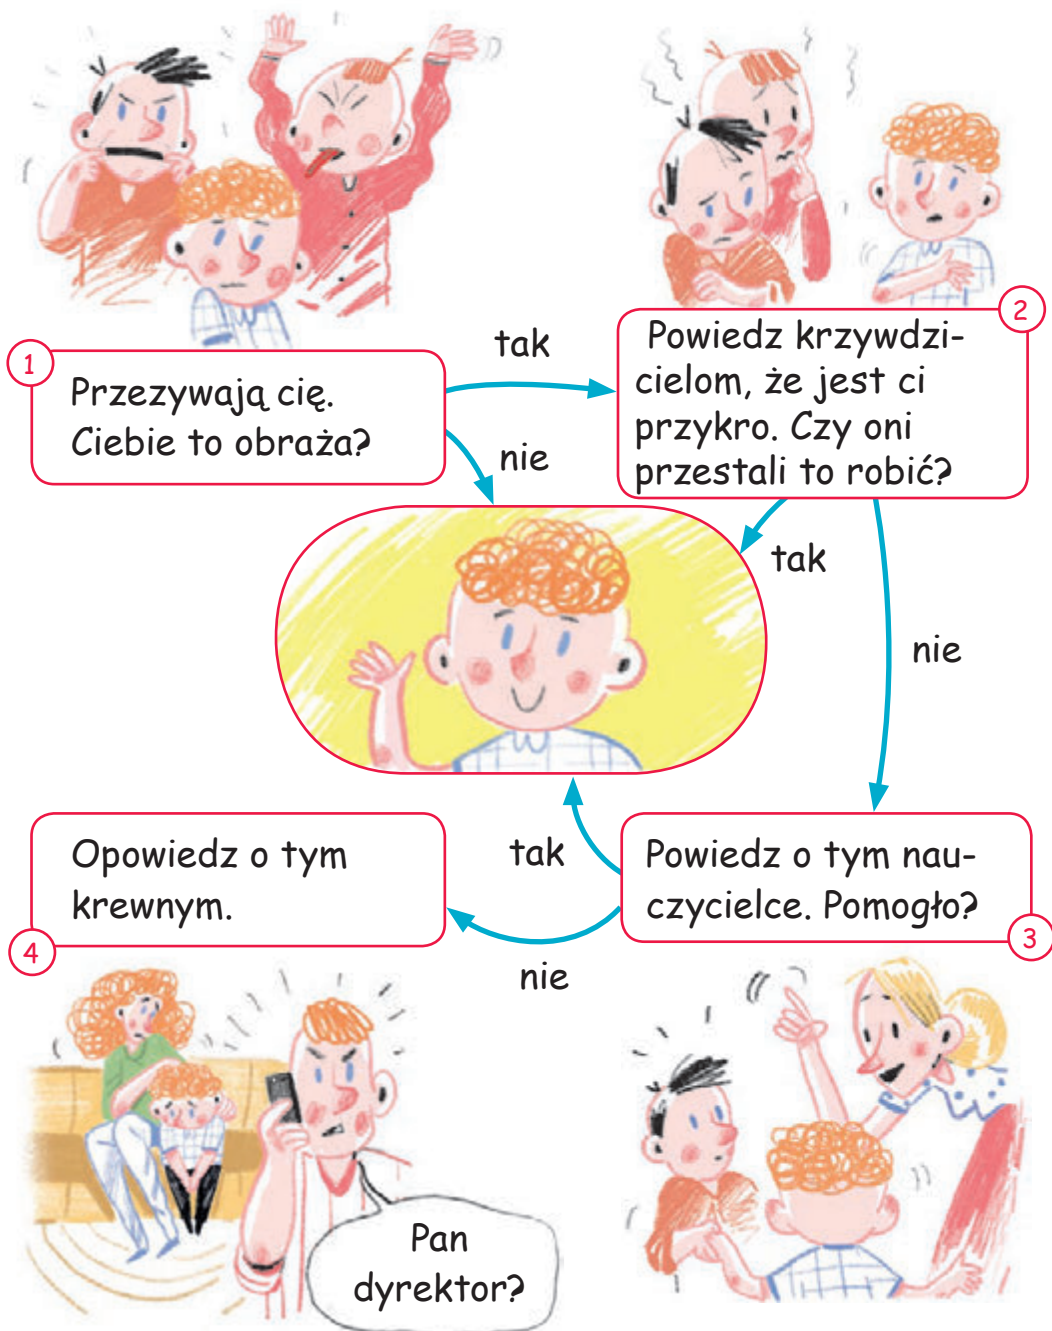 1
Przezywają cię.
Ciebie to obraża?
tak
nie
2
Powiedz krzywdzi-
cielom, że jest ci
przykro. Czy oni
przestali to robić?
tak
nie
3
Powiedz o tym nau-
czycielce. Pomogło?
tak
nie
4
Opowiedz o tym
krewnym.
Pan
dyrektor?